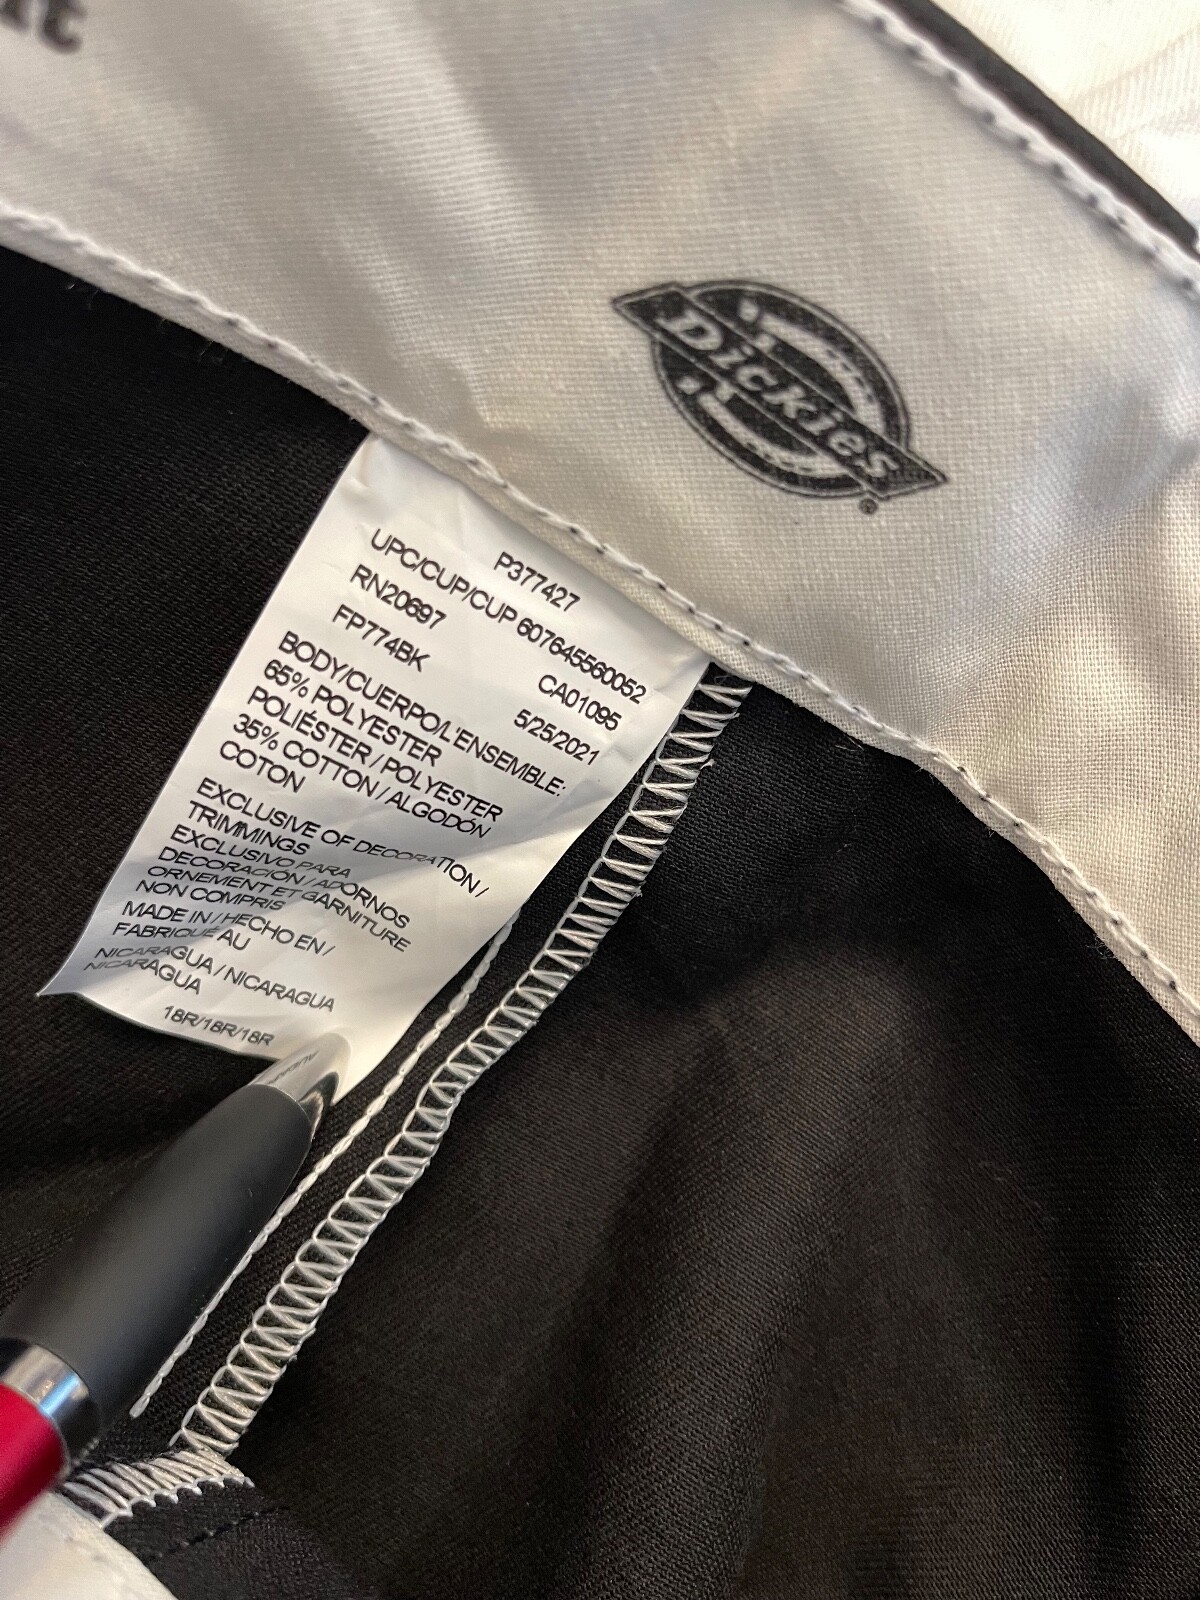 Dickies
®
P377427
UPC/CUP/CUP 607645560052
RN20697 CA01095
FP774BK 5/25/2021
BODY/CUERPO/L'ENSEMBLE:
65% POLYESTER
POLIÉSTER / POLYESTER
35% COTTON / ALGODÓN
COTON
EXCLUSIVE OF DECORATION /
TRIMMINGS
EXCLUSIVO PARA
DECORACIÓN / ADORNOS
ORNEMENT ET GARNITURE
NON COMPRIS
MADE IN / HECHO EN /
FABRIQUÉ AU
NICARAGUA / NICARAGUA
NICARAGUA
18R/18R/18R